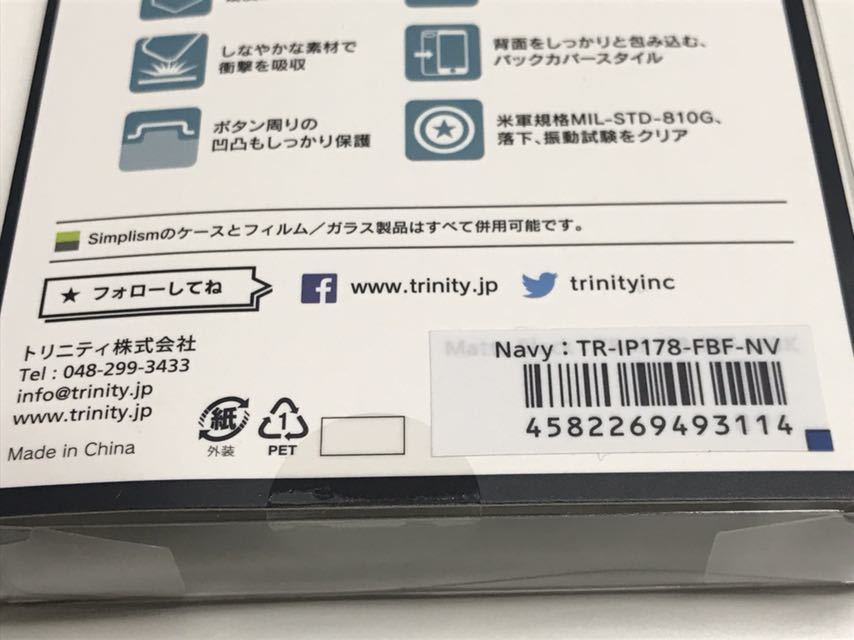 しなやかな素材で
衝撃を吸収
背面をしっかりと包み込む、
バックカバースタイル
ボタン周りの
凹凸もしっかり保護
米軍規格MIL-STD-810G、
落下、振動試験をクリア
Simplismのケースとフィルム／ガラス製品はすべて併用可能です。
★ フォローしてね
f www.trinity.jp trinityinc
トリニティ株式会社
Tel : 048-299-3433
info@trinity.jp
www.trinity.jp
Made in China
紙
外装
1
PET
Navy : TR-IP178-FBF-NV
4582269493114